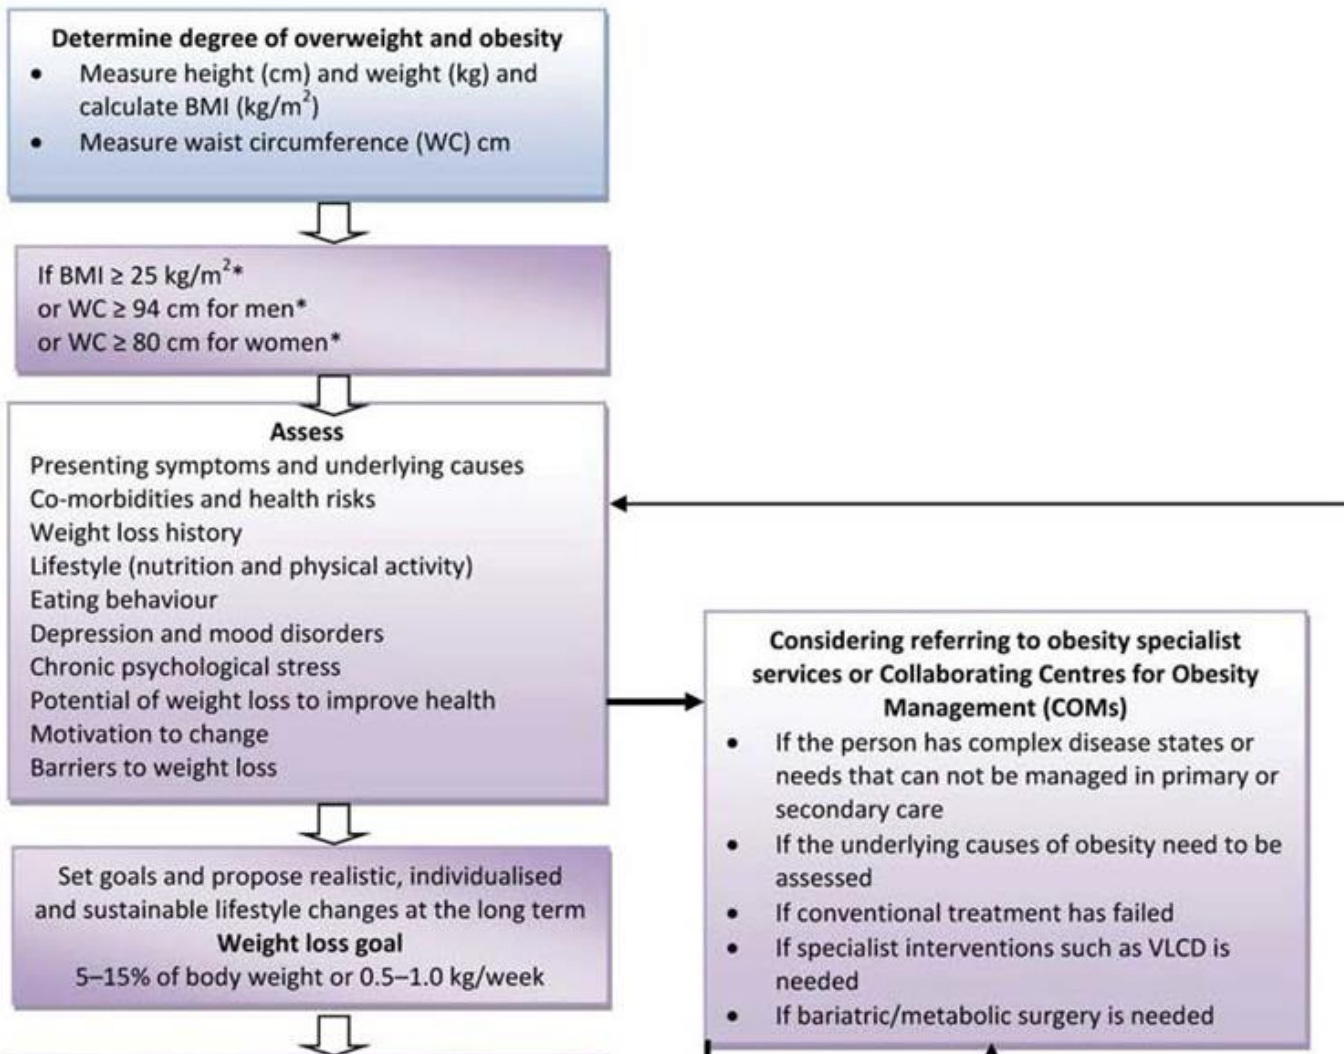 Determine degree of overweight and obesity
• Measure height (cm) and weight (kg) and
calculate BMI (kg/m²)
• Measure waist circumference (WC) cm
If BMI ≥ 25 kg/m²*
or WC ≥ 94 cm for men*
or WC ≥ 80 cm for women*
Assess
Presenting symptoms and underlying causes
Co-morbidities and health risks
Weight loss history
Lifestyle (nutrition and physical activity)
Eating behaviour
Depression and mood disorders
Chronic psychological stress
Potential of weight loss to improve health
Motivation to change
Barriers to weight loss
Considering referring to obesity specialist
services or Collaborating Centres for Obesity
Management (COMs)
• If the person has complex disease states or
needs that can not be managed in primary or
secondary care
• If the underlying causes of obesity need to be
assessed
• If conventional treatment has failed
• If specialist interventions such as VLCD is
needed
• If bariatric/metabolic surgery is needed
Set goals and propose realistic, individualised
and sustainable lifestyle changes at the long term
Weight loss goal
5–15% of body weight or 0.5–1.0 kg/week